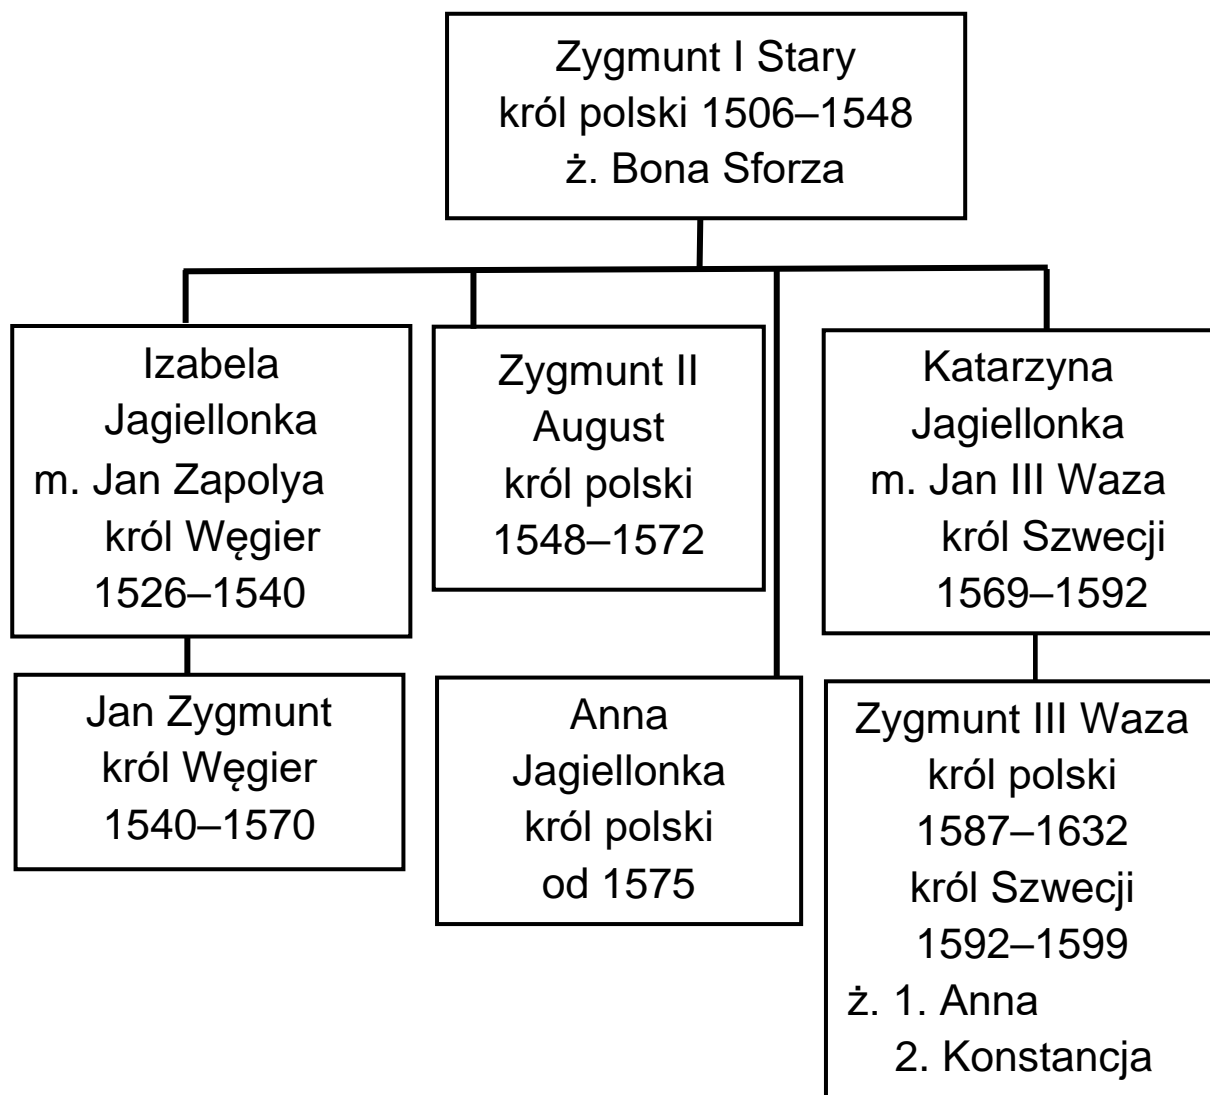 Zygmunt I Stary
król polski 1506–1548
ż. Bona Sforza
Izabela
Jagiellonka
m. Jan Zapolya
król Węgier
1526–1540
Zygmunt II
August
król polski
1548–1572
Katarzyna
Jagiellonka
m. Jan III Waza
król Szwecji
1569–1592
Jan Zygmunt
król Węgier
1540–1570
Anna
Jagiellonka
król polski
od 1575
Zygmunt III Waza
król polski
1587–1632
król Szwecji
1592–1599
ż. 1. Anna
2. Konstancja